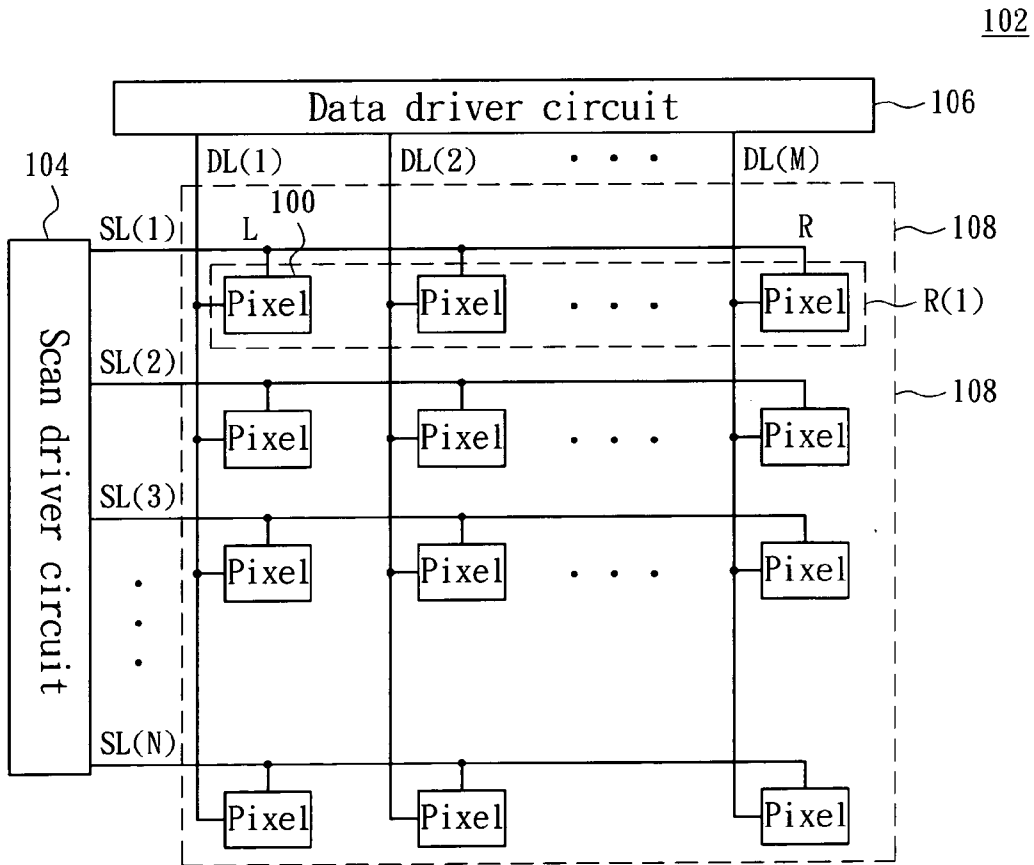 102
Data driver circuit
106
104
DL(1) DL(2) . . . DL(M)
100
SL(1) L R
108
Pixel Pixel . . . Pixel
R(1)
SL(2)
108
Pixel Pixel . . . Pixel
Scan driver circuit
SL(3)
Pixel Pixel . . . Pixel
. . .
SL(N)
Pixel Pixel Pixel